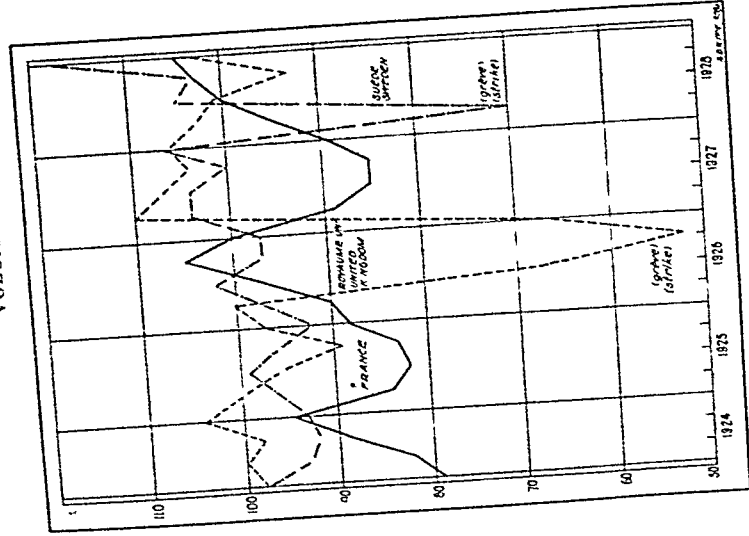 110
100
90
80
70
60
50
FRANCE
ROYAUME UNI
UNITED
KINGDOM
(grève)
(strike)
SUÈDE
SWEDEN
(grève)
(strike)
1924
1925
1926
1927
1928